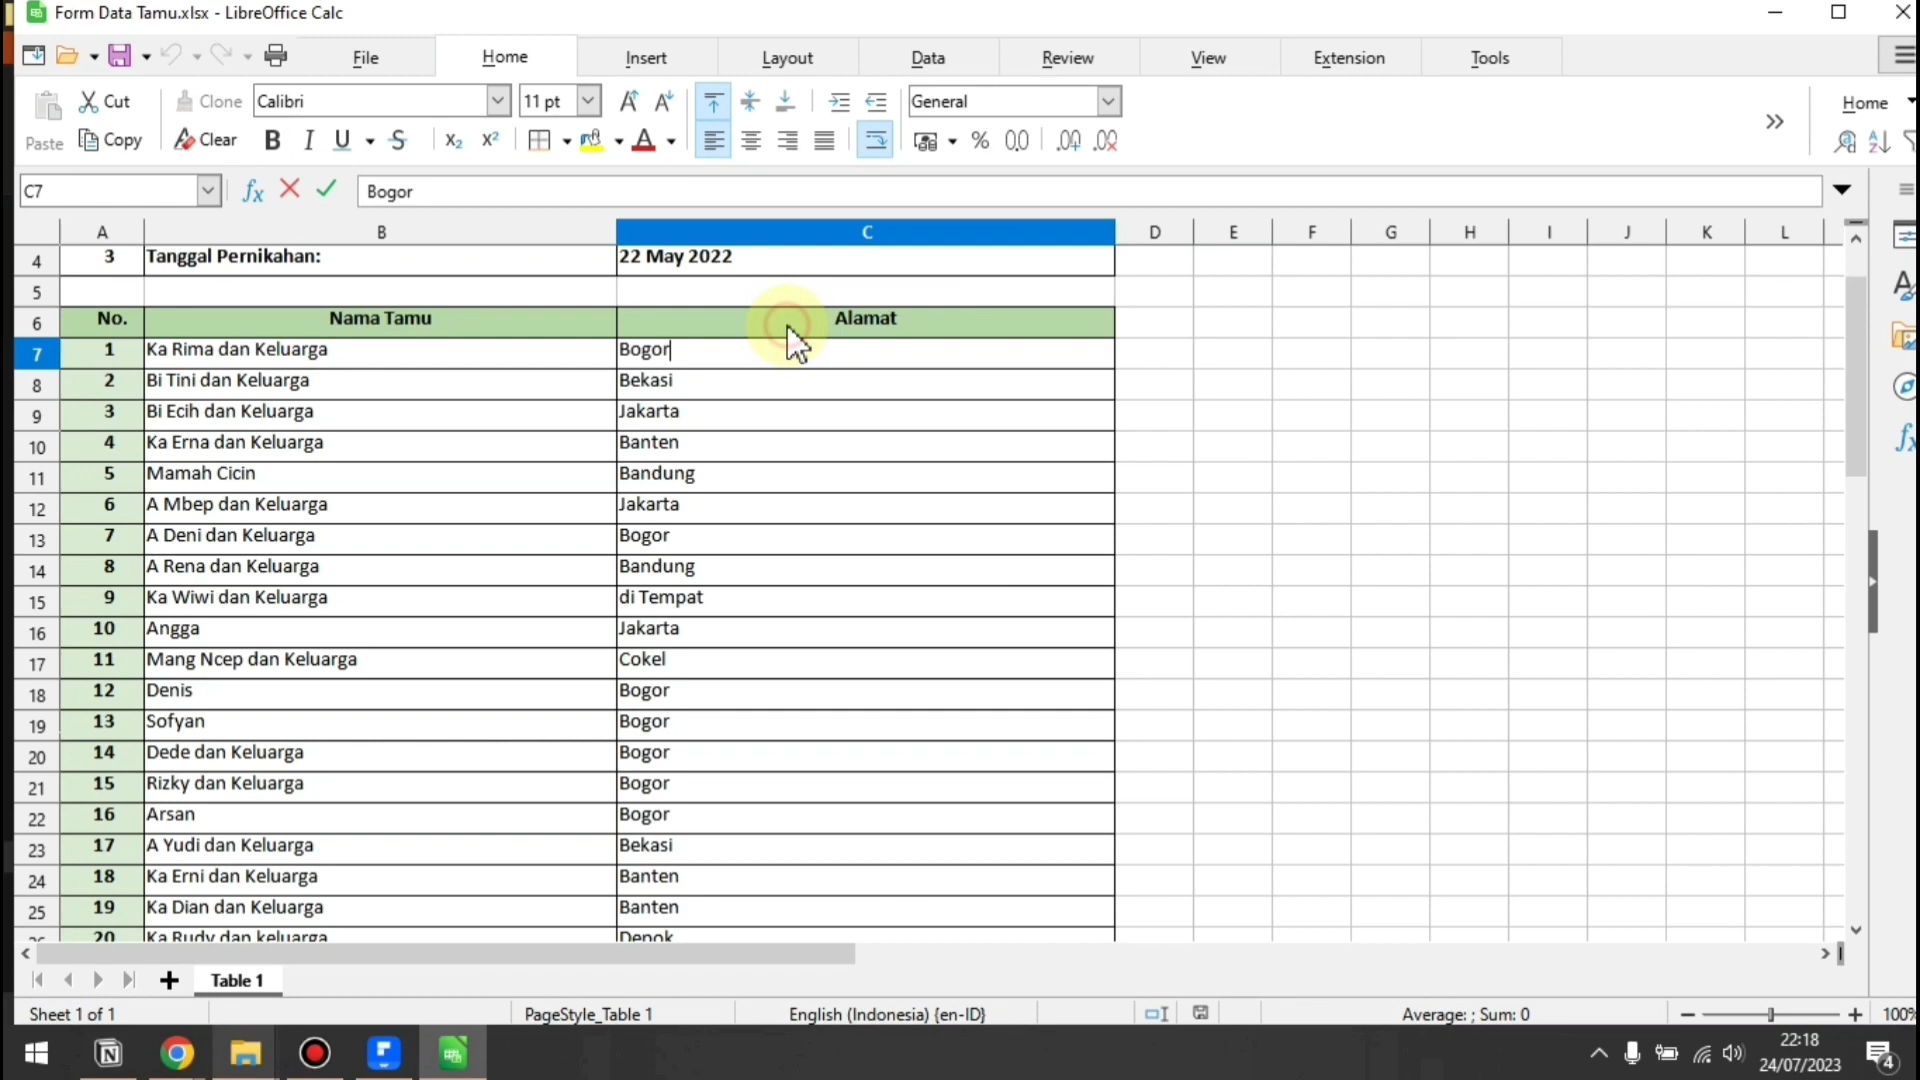 Form Data Tamu.xlsx - LibreOffice Calc
File Home Insert Layout Data Review View Extension Tools
Cut Clone Calibri 11 pt General Home
Paste Copy Clear B I U S X₂ X² A %
C7 fx Bogor
A B C D E F G H I J K L
4 3 Tanggal Pernikahan: 22 May 2022
5
6 No. Nama Tamu Alamat
7 1 Ka Rima dan Keluarga Bogor
8 2 Bi Tini dan Keluarga Bekasi
9 3 Bi Ecih dan Keluarga Jakarta
10 4 Ka Erna dan Keluarga Banten
11 5 Mamah Cicin Bandung
12 6 A Mbep dan Keluarga Jakarta
13 7 A Deni dan Keluarga Bogor
14 8 A Rena dan Keluarga Bandung
15 9 Ka Wiwi dan Keluarga di Tempat
16 10 Angga Jakarta
17 11 Mang Ncep dan Keluarga Cokel
18 12 Denis Bogor
19 13 Sofyan Bogor
20 14 Dede dan Keluarga Bogor
21 15 Rizky dan Keluarga Bogor
22 16 Arsan Bogor
23 17 A Yudi dan Keluarga Bekasi
24 18 Ka Erni dan Keluarga Banten
25 19 Ka Dian dan Keluarga Banten
20 Ka Rudy dan keluarga Depok
Table 1
Sheet 1 of 1 PageStyle_Table 1 English (Indonesia) {en-ID} Average: ; Sum: 0 100%
22:18
24/07/2023
4